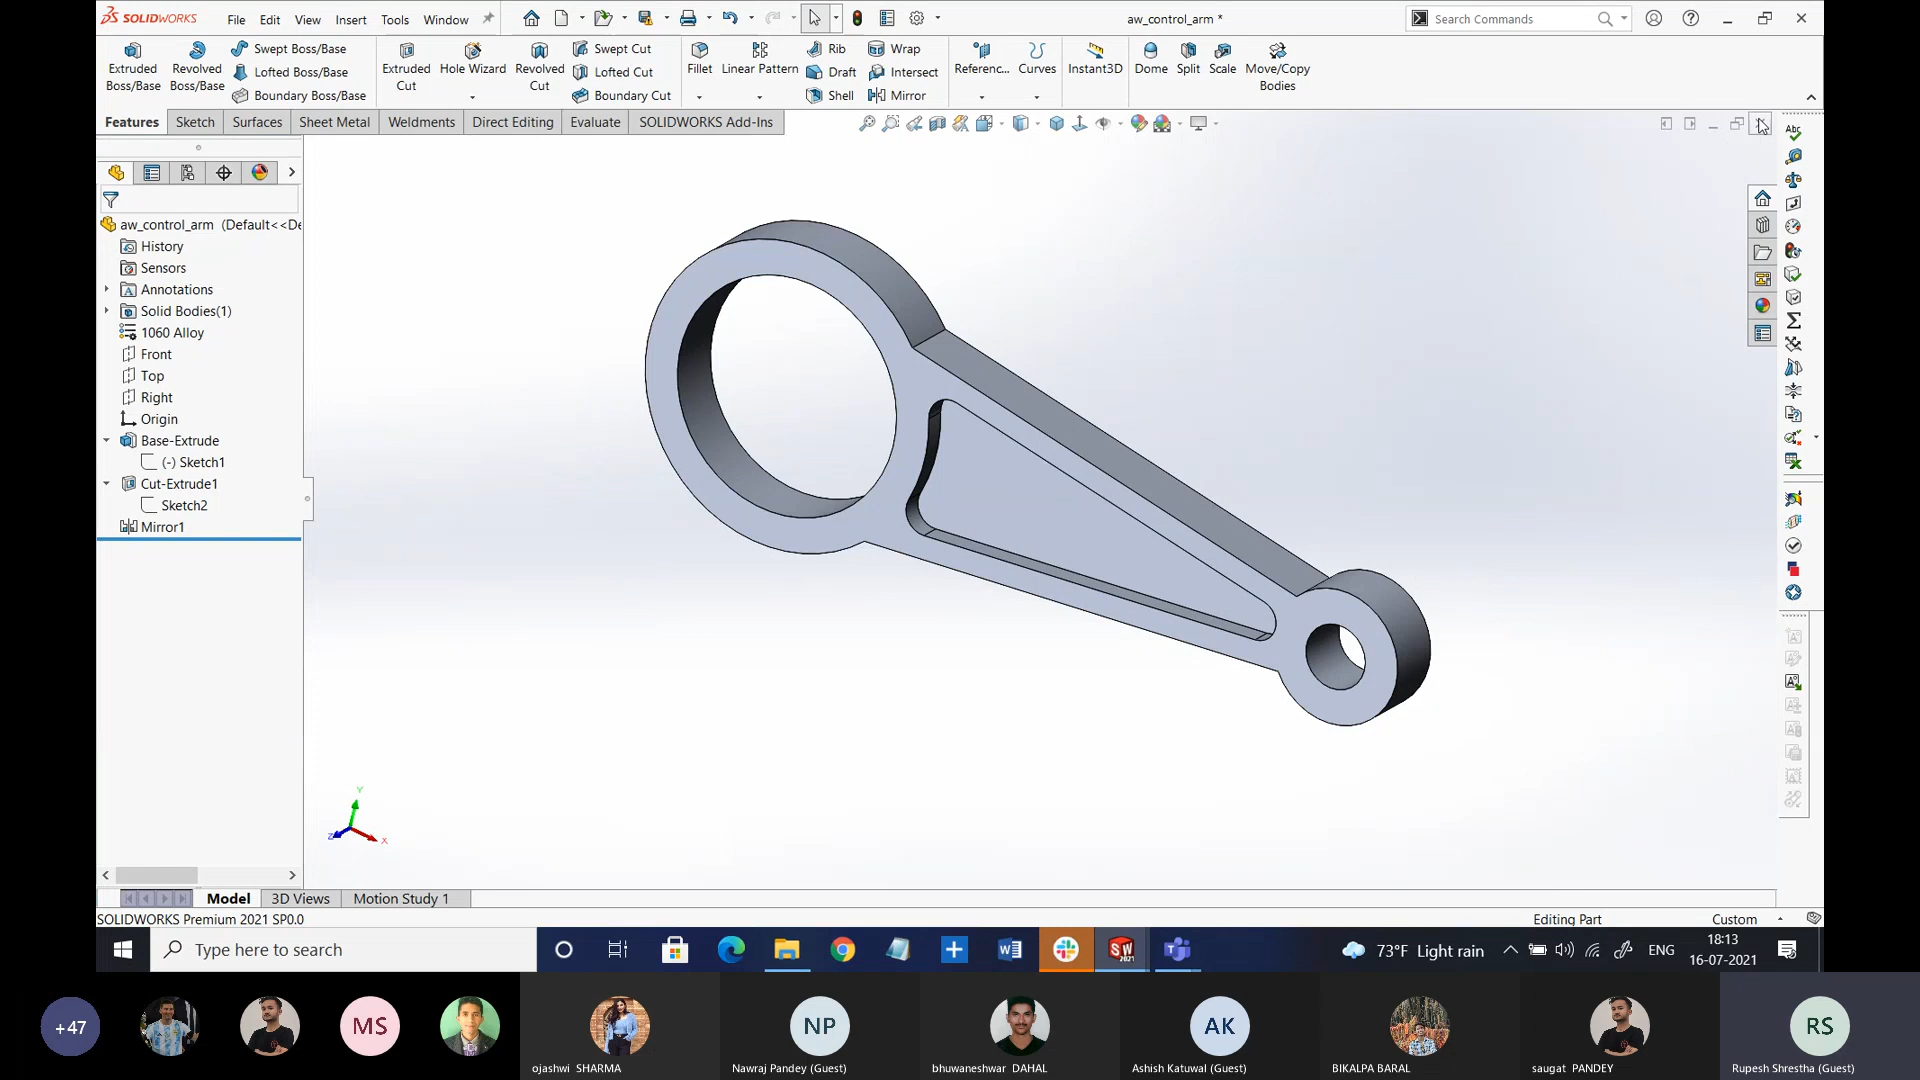 SOLIDWORKS File Edit View Insert Tools Window aw_control_arm * Search Commands
Extruded Boss/Base
Revolved Boss/Base
Swept Boss/Base
Lofted Boss/Base
Boundary Boss/Base
Extruded Cut
Hole Wizard
Revolved Cut
Swept Cut
Lofted Cut
Boundary Cut
Fillet
Linear Pattern
Rib
Draft
Shell
Wrap
Intersect
Mirror
Referenc...
Curves
Instant3D
Dome
Split
Scale
Move/Copy Bodies
Features Sketch Surfaces Sheet Metal Weldments Direct Editing Evaluate SOLIDWORKS Add-Ins
Abc
aw_control_arm (Default<<De
History
Sensors
Annotations
Solid Bodies(1)
1060 Alloy
Front
Top
Right
Origin
Base-Extrude
(-) Sketch1
Cut-Extrude1
Sketch2
Mirror1
Y
Z
X
Model 3D Views Motion Study 1
SOLIDWORKS Premium 2021 SP0.0 Editing Part Custom
Type here to search 73°F Light rain ENG
18:13
16-07-2021
+47 MS NP AK RS
ojashwi SHARMA Nawraj Pandey (Guest) bhuwaneshwar DAHAL Ashish Katuwal (Guest) BIKALPA BARAL saugat PANDEY Rupesh Shrestha (Guest)